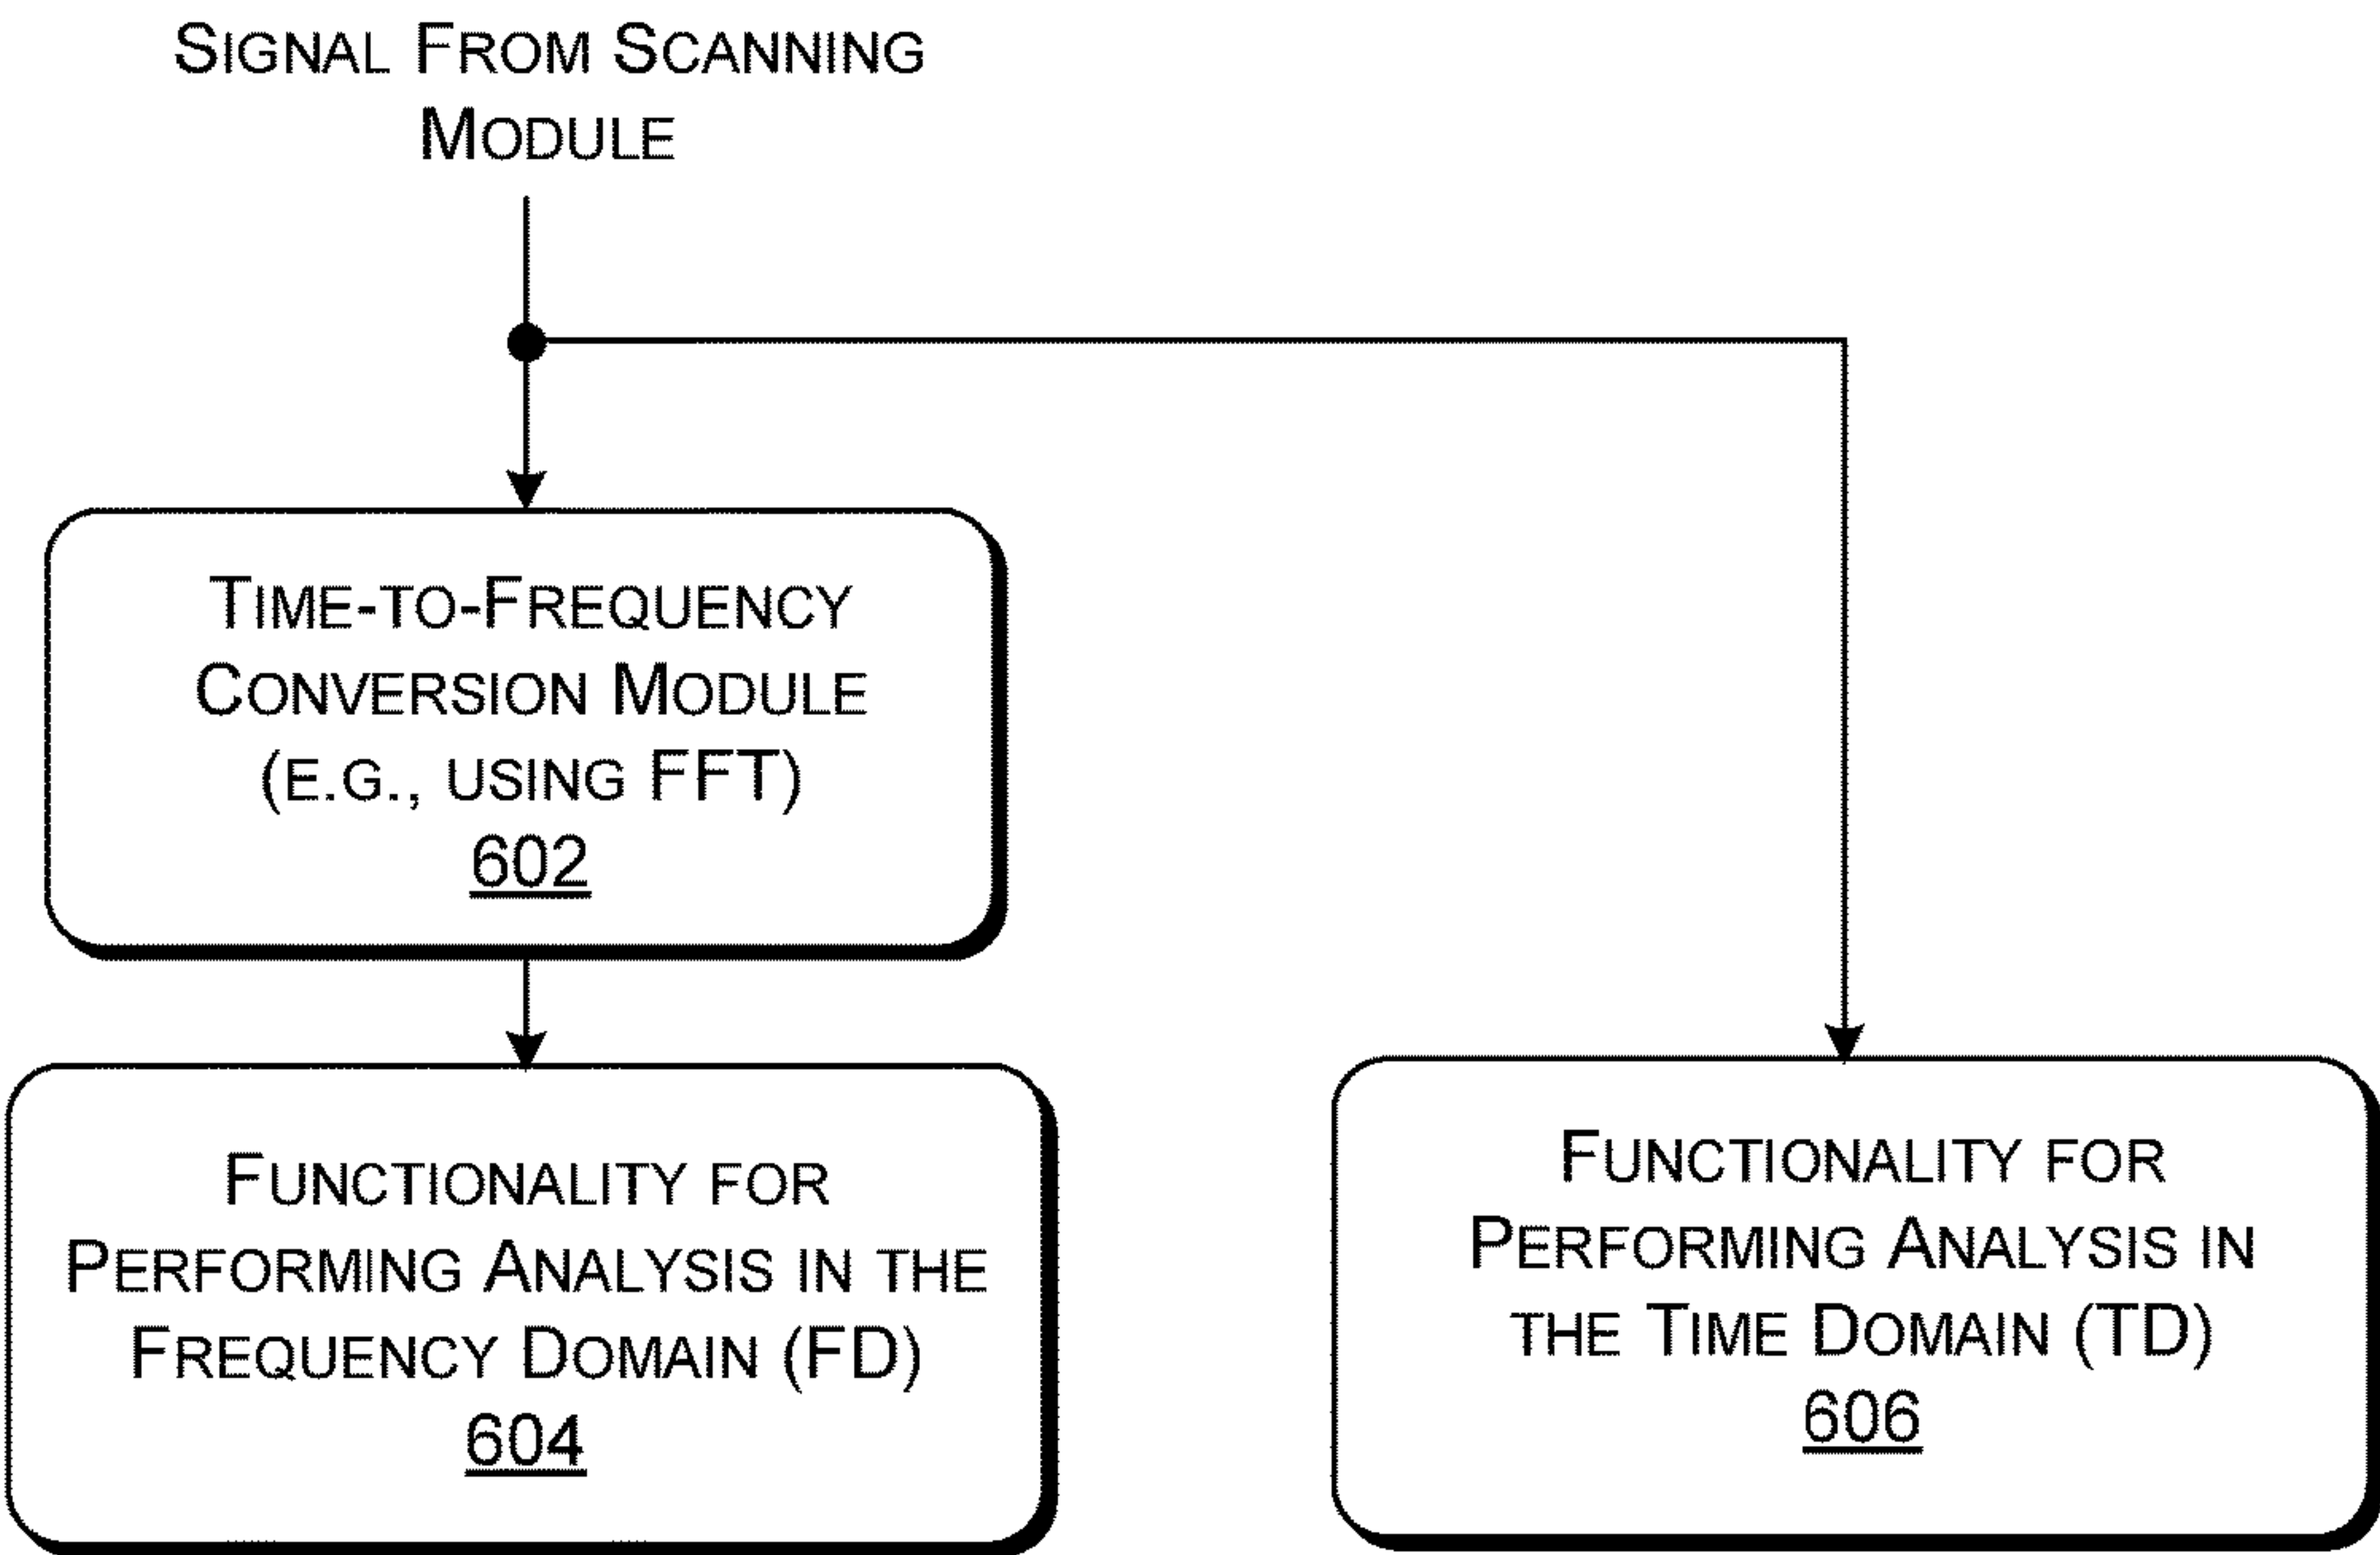 SIGNAL FROM SCANNING
MODULE
TIME-TO-FREQUENCY
CONVERSION MODULE
(E.G., USING FFT)
602
FUNCTIONALITY FOR
PERFORMING ANALYSIS IN THE
FREQUENCY DOMAIN (FD)
604
FUNCTIONALITY FOR
PERFORMING ANALYSIS IN
THE TIME DOMAIN (TD)
606